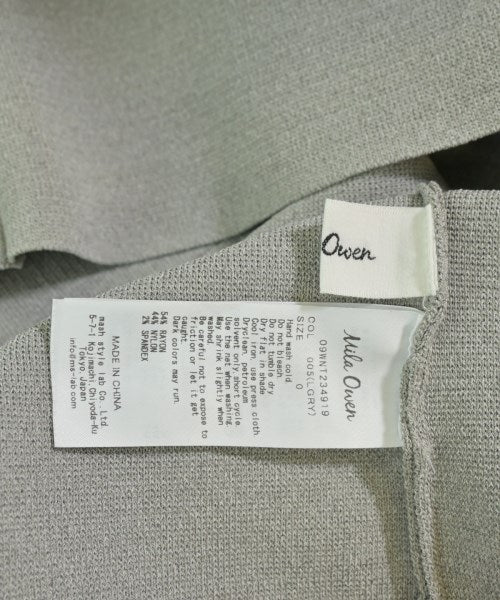 Owen
Mila Owen
09WNT234919
COL 005(LGRY)
SIZE 0
Hand wash cold
Do not bleach
Do not tumble dry
Dry flat in shade
Cool iron, use press cloth
Dryclean, petroleum
solvent only,short cycle.
Use the net when washing.
May shrink slightly when
washed.
Be careful not to expose to
friction or let it get
caught.
Dark colors may run.
54% RAYON
44% NYLON
2% SPANDEX
MADE IN CHINA
mash style lab Co., Ltd.
5-7-1 Kojimachi,Chiyoda-Ku
Tokyo,Japan
info@ms-lab.com